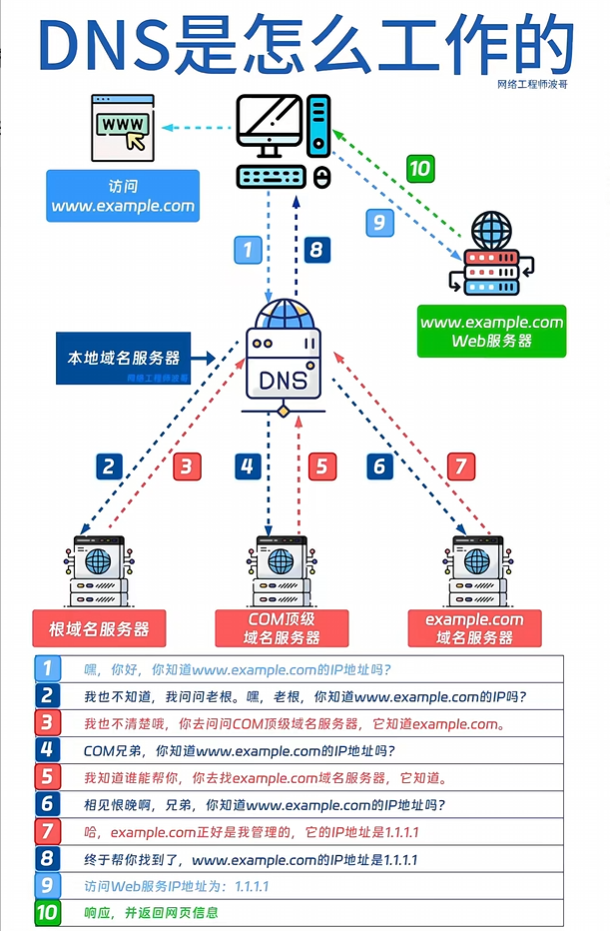 DNS是怎么工作的
网络工程师波哥
WWW
访问
www.example.com
1
8
9
10
www.example.com
Web服务器
本地域名服务器
网络工程师波哥
DNS
2
3
4
5
6
7
根域名服务器
COM顶级
域名服务器
example.com
域名服务器
1 嘿，你好，你知道www.example.com的IP地址吗?
2 我也不知道，我问问老根。嘿，老根，你知道www.example.com的IP吗?
3 我也不清楚哦，你去问问COM顶级域名服务器，它知道example.com。
4 COM兄弟，你知道www.example.com的IP地址吗?
5 我知道谁能帮你，你去找example.com域名服务器，它知道。
6 相见恨晚啊，兄弟，你知道www.example.com的IP地址吗?
7 哈，example.com正好是我管理的，它的IP地址是1.1.1.1
8 终于帮你找到了，www.example.com的IP地址是1.1.1.1
9 访问Web服务IP地址为：1.1.1.1
10 响应，并返回网页信息